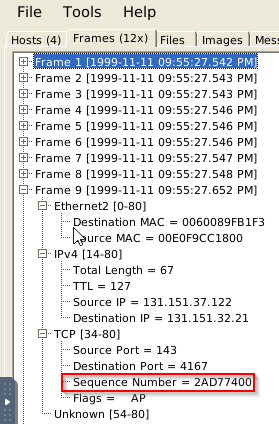 File Tools Help
Hosts (4) Frames (12x) Files Images Mess
Frame 1 [1999-11-11 09:55:27.542 PM]
Frame 2 [1999-11-11 09:55:27.543 PM]
Frame 3 [1999-11-11 09:55:27.543 PM]
Frame 4 [1999-11-11 09:55:27.546 PM]
Frame 5 [1999-11-11 09:55:27.546 PM]
Frame 6 [1999-11-11 09:55:27.546 PM]
Frame 7 [1999-11-11 09:55:27.547 PM]
Frame 8 [1999-11-11 09:55:27.548 PM]
Frame 9 [1999-11-11 09:55:27.652 PM]
Ethernet2 [0-80]
Destination MAC = 0060089FB1F3
Source MAC = 00E0F9CC1800
IPv4 [14-80]
Total Length = 67
TTL = 127
Source IP = 131.151.37.122
Destination IP = 131.151.32.21
TCP [34-80]
Source Port = 143
Destination Port = 4167
Sequence Number = 2AD77400
Flags = AP
Unknown [54-80]